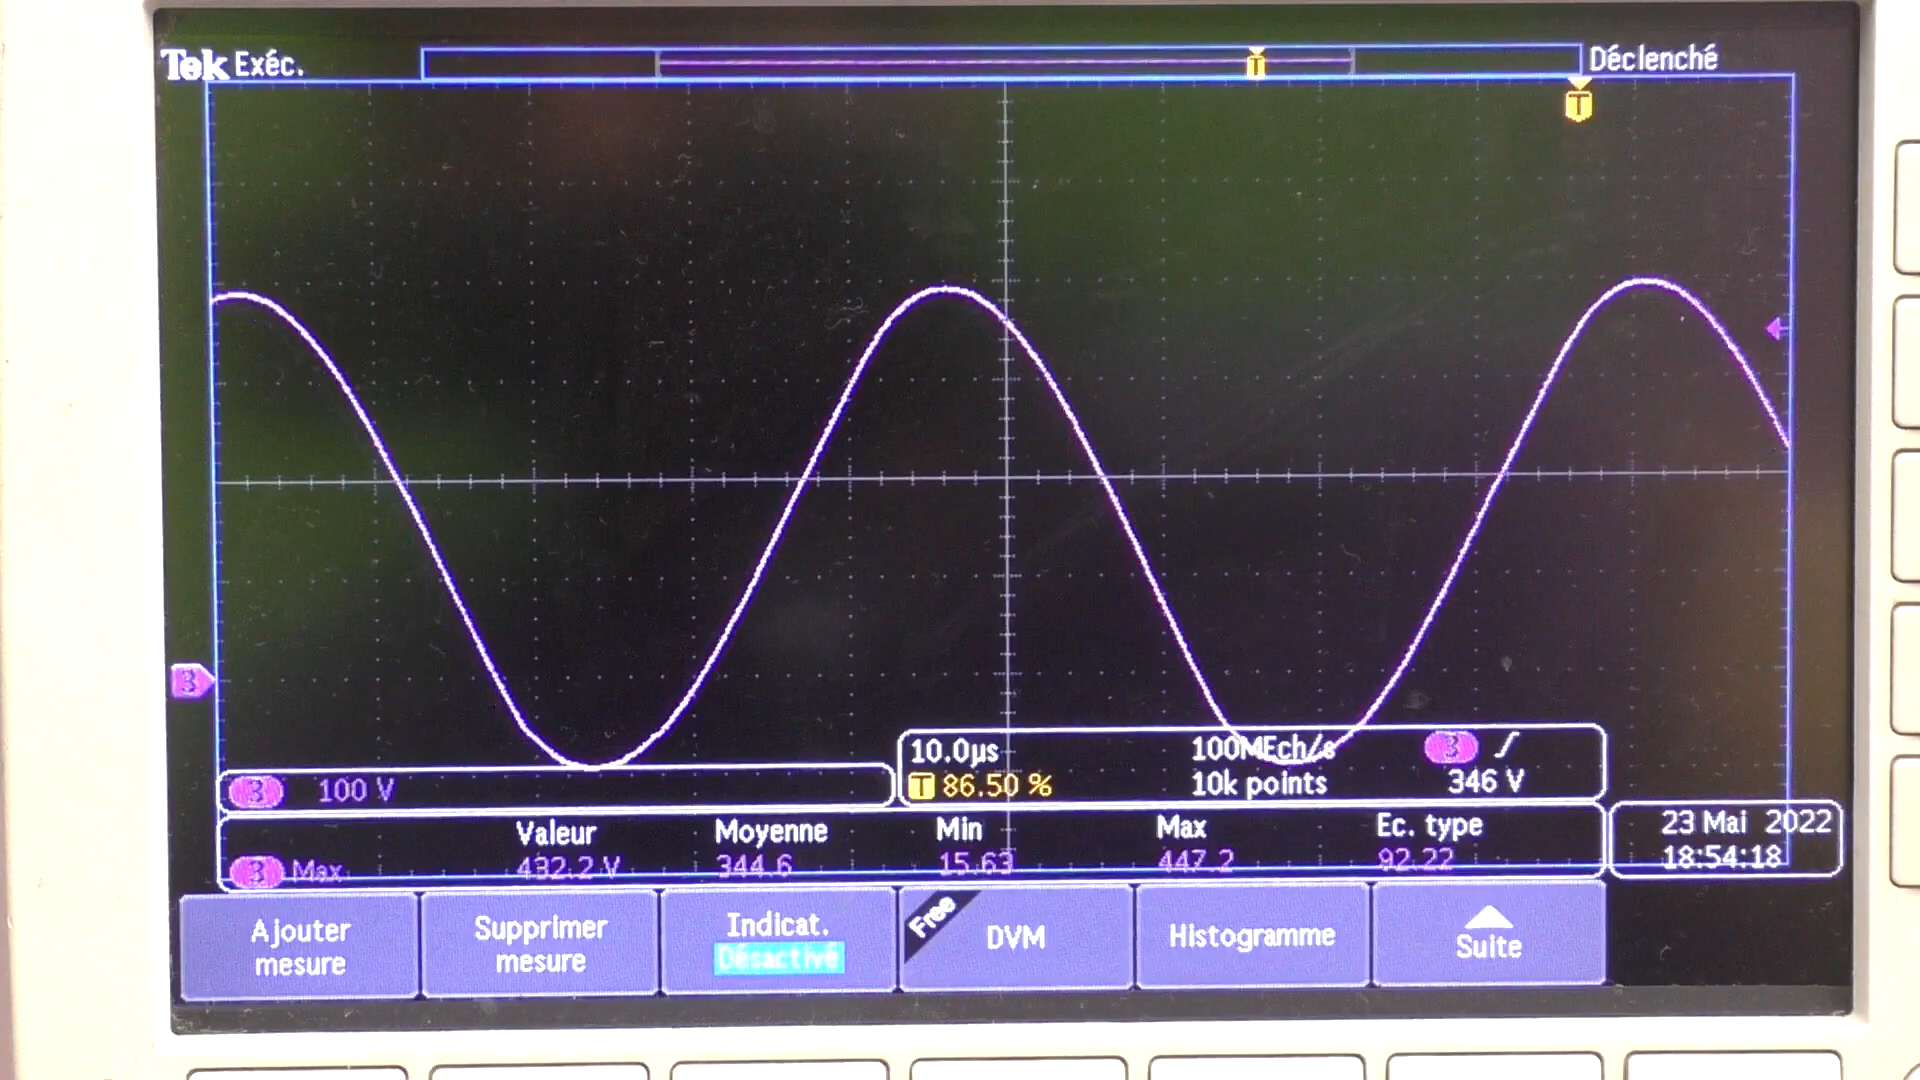 Tek Exéc.
Déclenché
T
T
3
10.0µs 100MEch/s 3
T 86.50 % 10k points 346 V
3 100 V
Valeur Moyenne Min Max Ec. type
3 Max 432.2 V 344.6 15.63 447.2 92.22
23 Mai 2022
18:54:18
Ajouter
mesure
Supprimer
mesure
Indicat.
Désactivé
Free
DVM
Histogramme
Suite